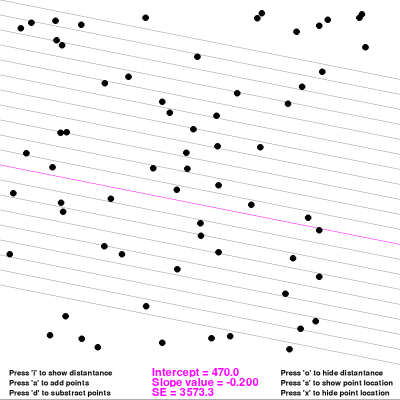 Press 'i' to show distantance
Press 'a' to add points
Press 'd' to substract points
Intercept = 470.0
Slope value = -0.200
SE = 3573.3
Press 'o' to hide distantance
Press 's' to show point location
Press 'x' to hide point location